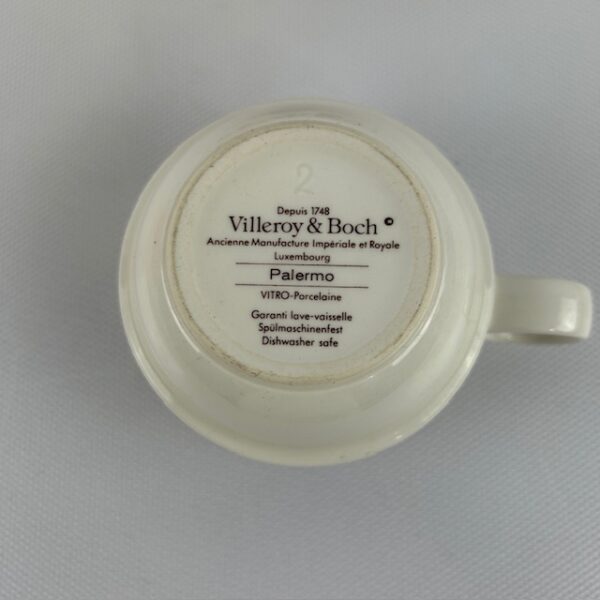 2
Depuis 1748
Villeroy & Boch ©
Ancienne Manufacture Impériale et Royale
Luxembourg
Palermo
VITRO-Porcelaine
Garanti lave-vaisselle
Spülmaschinenfest
Dishwasher safe